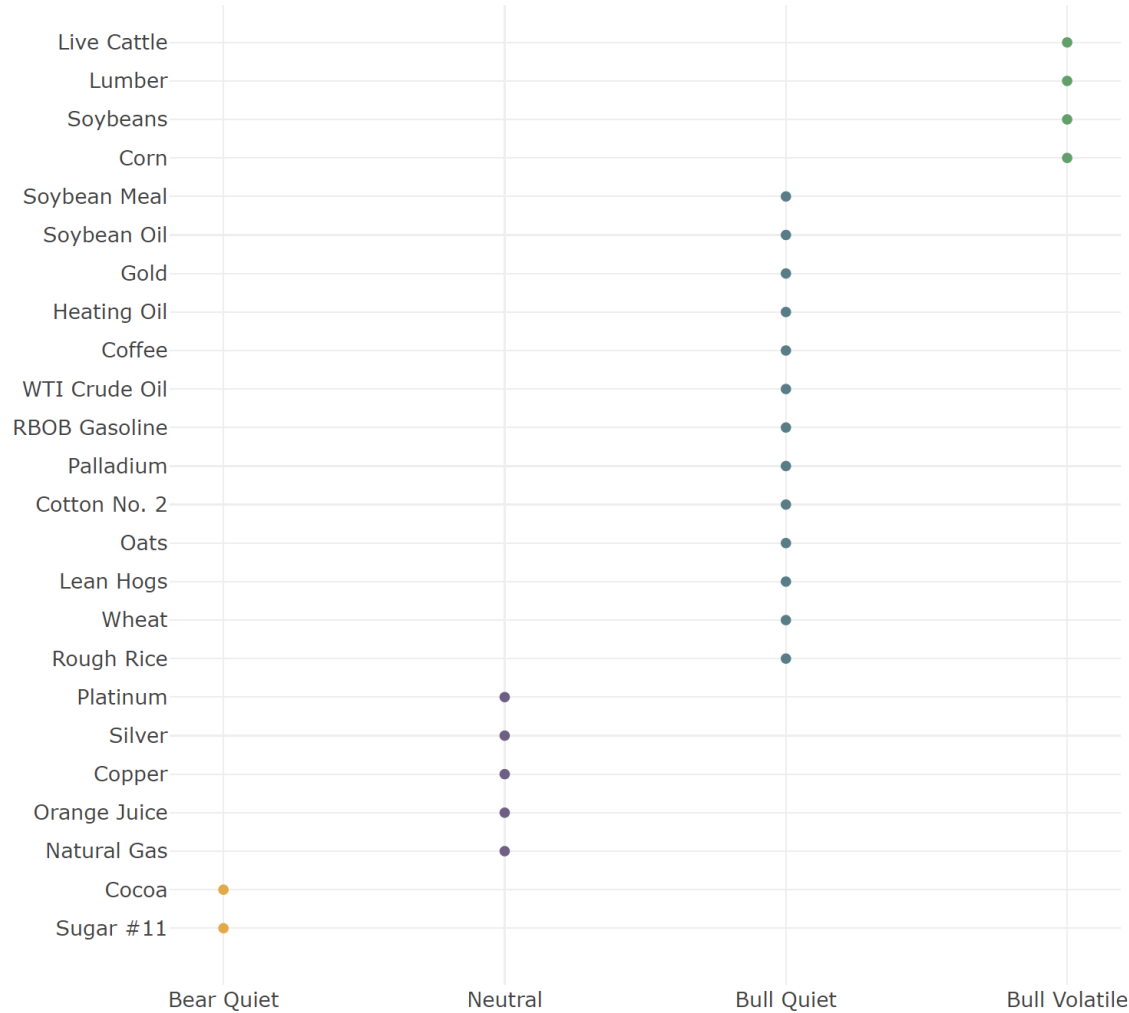 Live Cattle
Lumber
Soybeans
Corn
Soybean Meal
Soybean Oil
Gold
Heating Oil
Coffee
WTI Crude Oil
RBOB Gasoline
Palladium
Cotton No. 2
Oats
Lean Hogs
Wheat
Rough Rice
Platinum
Silver
Copper
Orange Juice
Natural Gas
Cocoa
Sugar #11
Bear Quiet Neutral Bull Quiet Bull Volatile